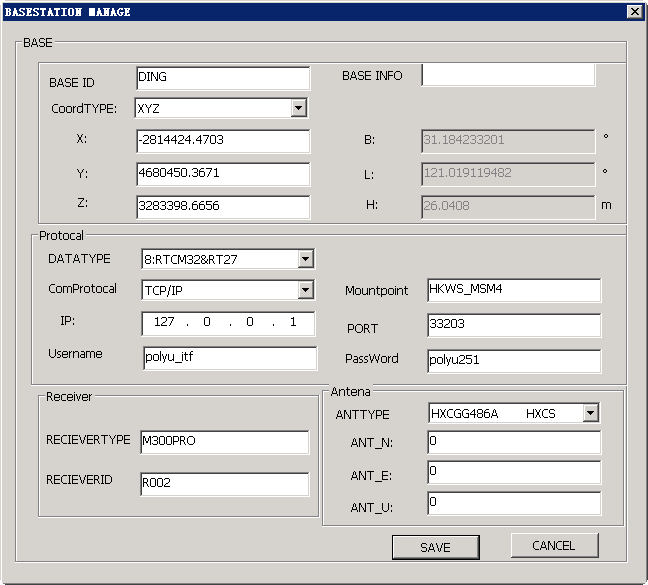 BASESTATION MANAGE
BASE
BASE ID DING BASE INFO
CoordTYPE: XYZ
X: -2814424.4703 B: 31.184233201 °
Y: 4680450.3671 L: 121.019119482 °
Z: 3283398.6656 H: 26.0408 m
Protocal
DATATYPE 8:RTCM32&RT27
ComProtocal TCP/IP Mountpoint HKWS_MSM4
IP: 127 . 0 . 0 . 1 PORT 33203
Username polyu_itf PassWord polyu251
Receiver
RECIEVERTYPE M300PRO
RECIEVERID R002
Antena
ANTTYPE HXCGG486A HXCS
ANT_N: 0
ANT_E: 0
ANT_U: 0
SAVE CANCEL